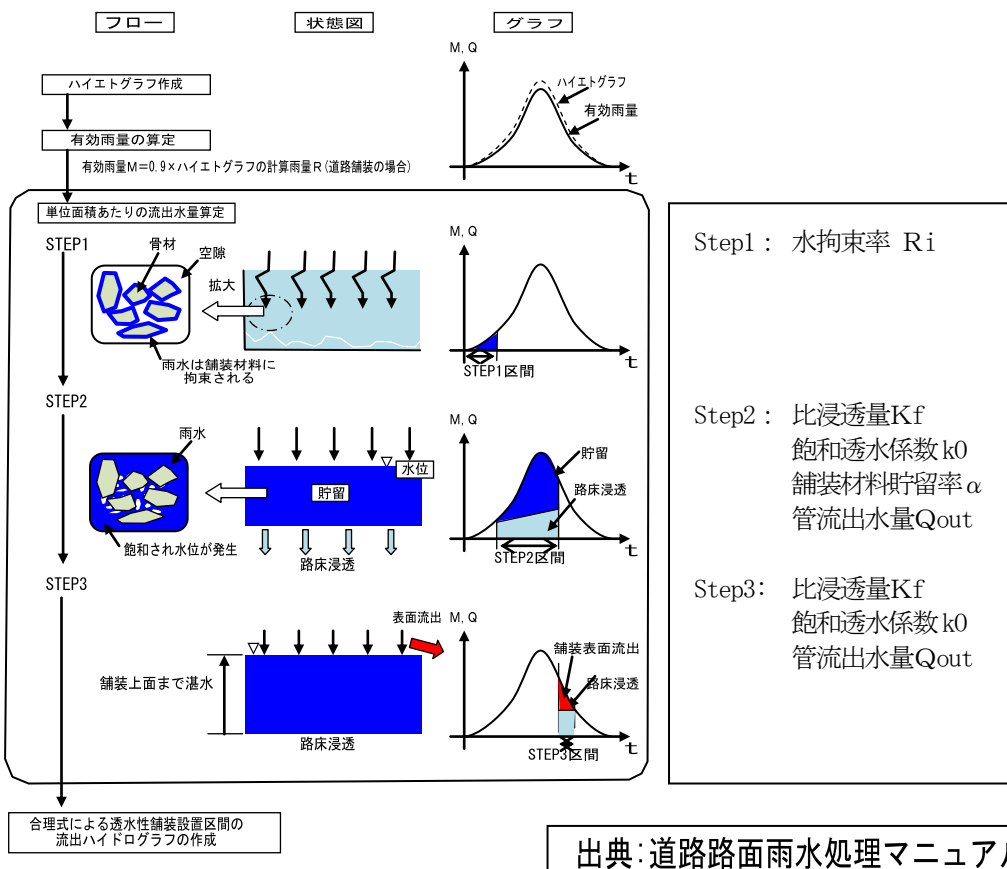 フロー
状態図
グラフ
ハイエトグラフ作成
有効雨量の算定
有効雨量M=0.9×ハイエトグラフの計算雨量R(道路舗装の場合)
M, Q
ハイエトグラフ
有効雨量
t
単位面積あたりの流出水量算定
STEP1
骨材
空隙
拡大
雨水は舗装材料に
拘束される
M, Q
STEP1区間
t
STEP2
雨水
飽和され水位が発生
水位
貯留
路床浸透
M, Q
貯留
路床浸透
STEP2区間
t
STEP3
舗装上面まで湛水
表面流出
路床浸透
M, Q
舗装表面流出
路床浸透
STEP3区間
t
合理式による透水性舗装設置区間の
流出ハイドログラフの作成
Step1: 水拘束率 Ri
Step2: 比浸透量Kf
飽和透水係数k0
舗装材料貯留率α
管流出水量Qout
Step3: 比浸透量Kf
飽和透水係数k0
管流出水量Qout
出典:道路路面雨水処理マニュアル